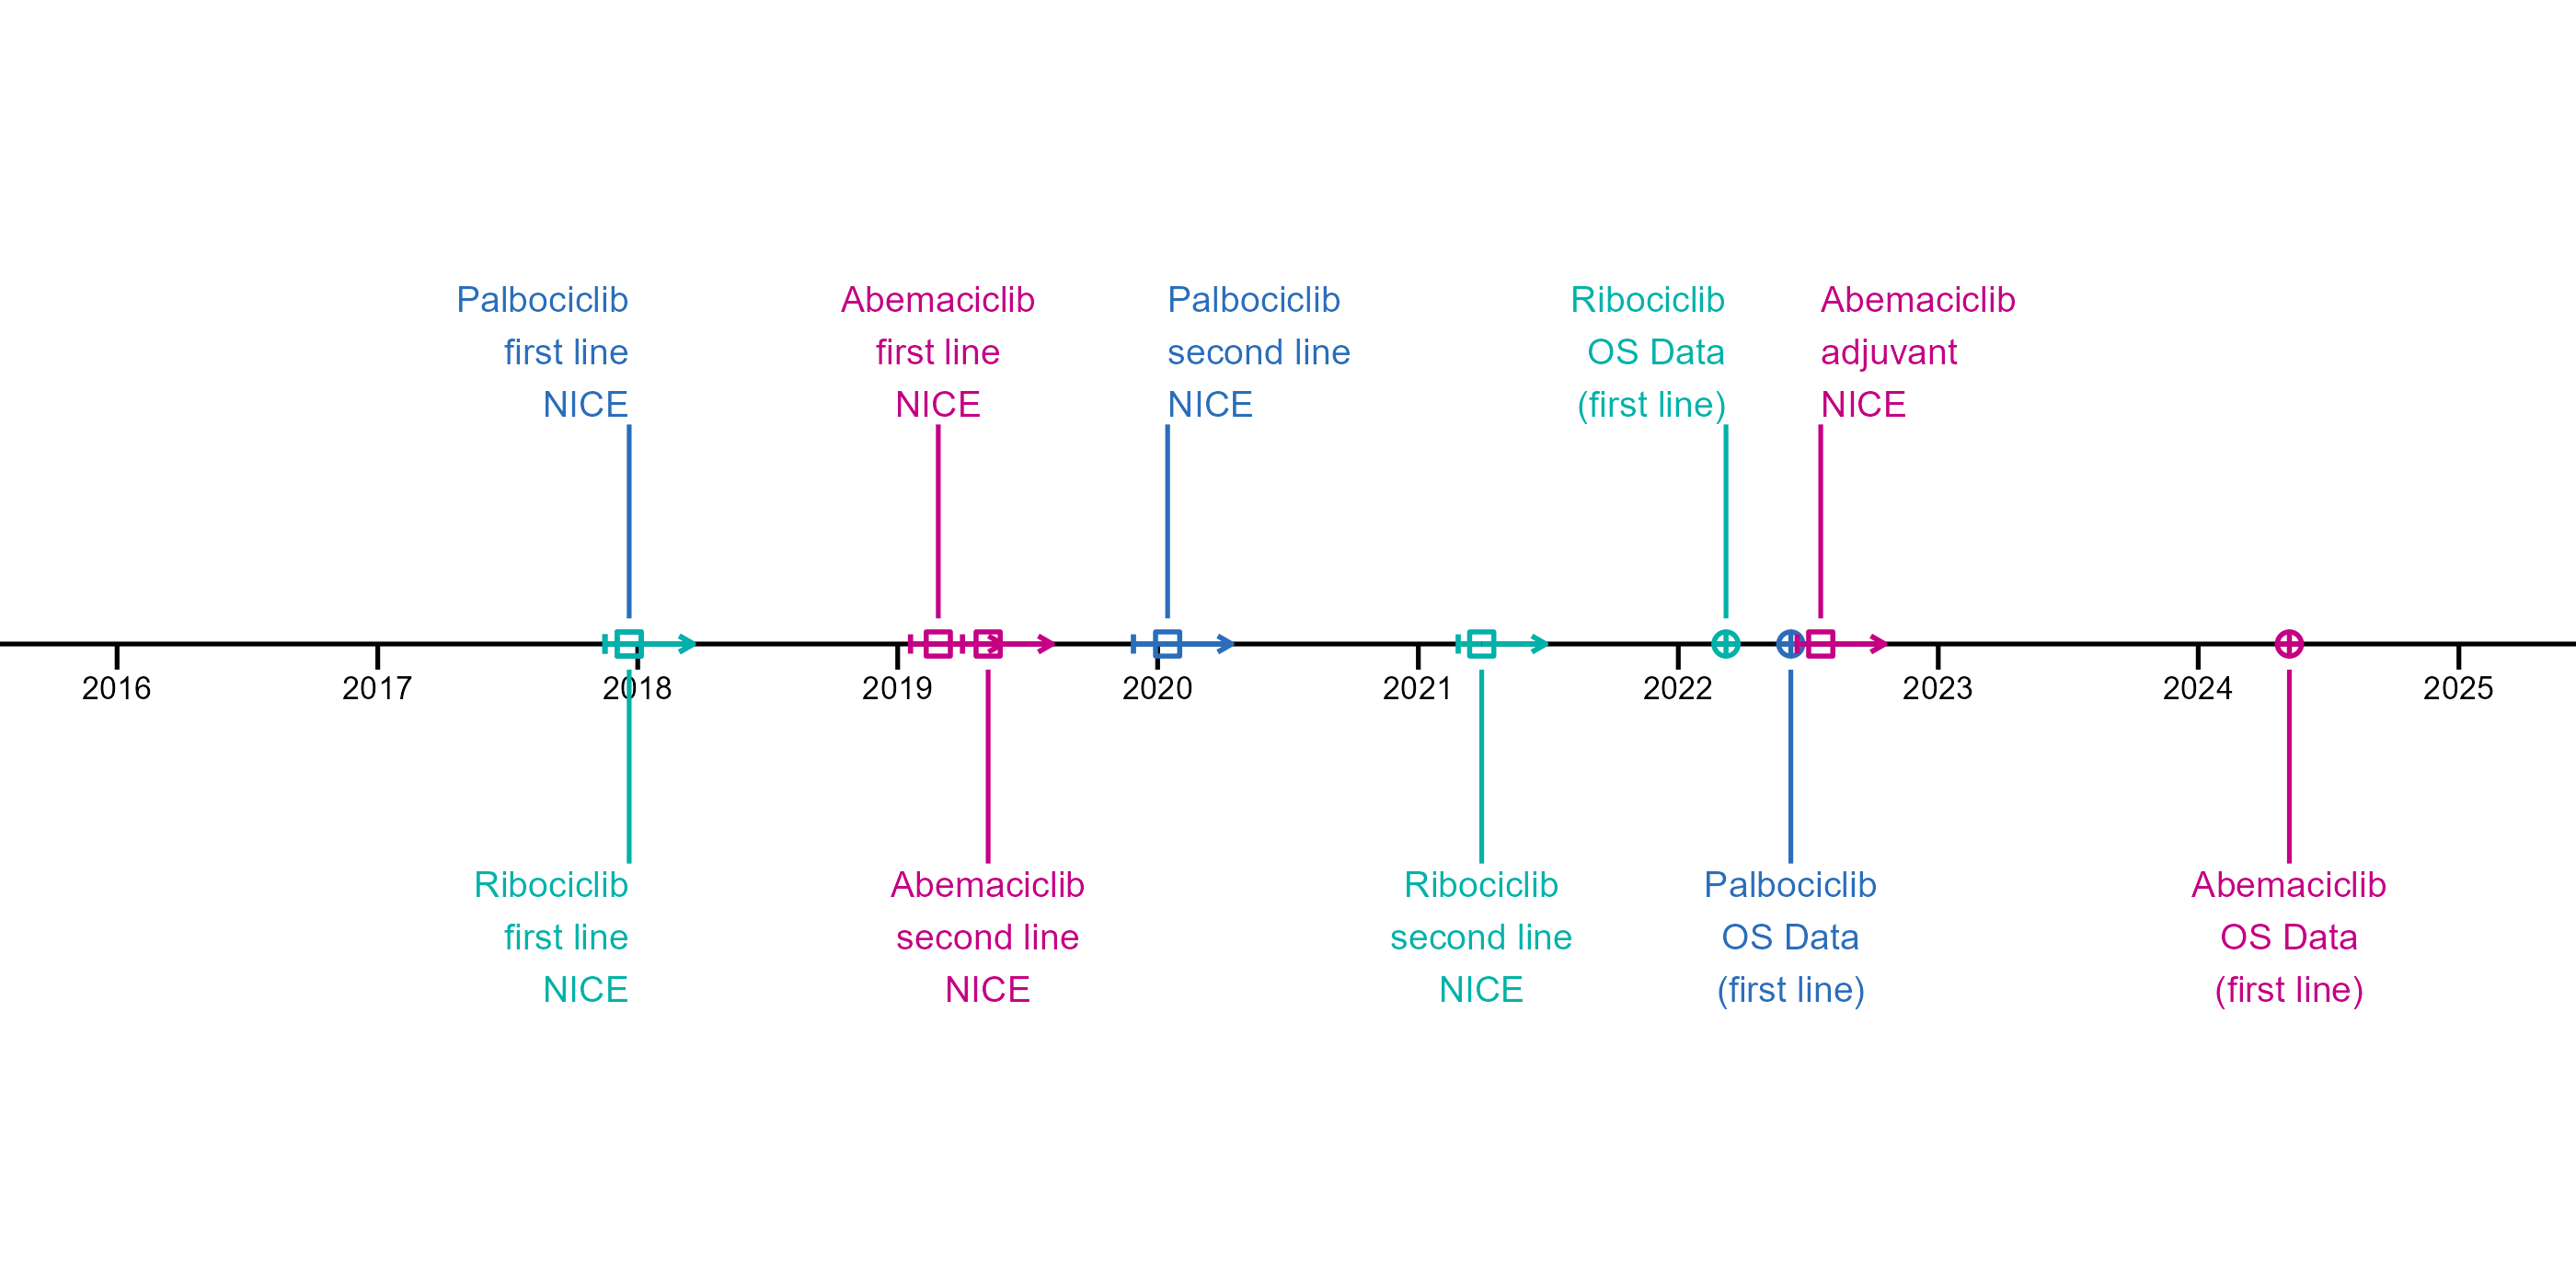 Palbociclib
first line
NICE
Abemaciclib
first line
NICE
Palbociclib
second line
NICE
Ribociclib
OS Data
(first line)
Abemaciclib
adjuvant
NICE
2016
2017
2018
2019
2020
2021
2022
2023
2024
2025
Ribociclib
first line
NICE
Abemaciclib
second line
NICE
Ribociclib
second line
NICE
Palbociclib
OS Data
(first line)
Abemaciclib
OS Data
(first line)